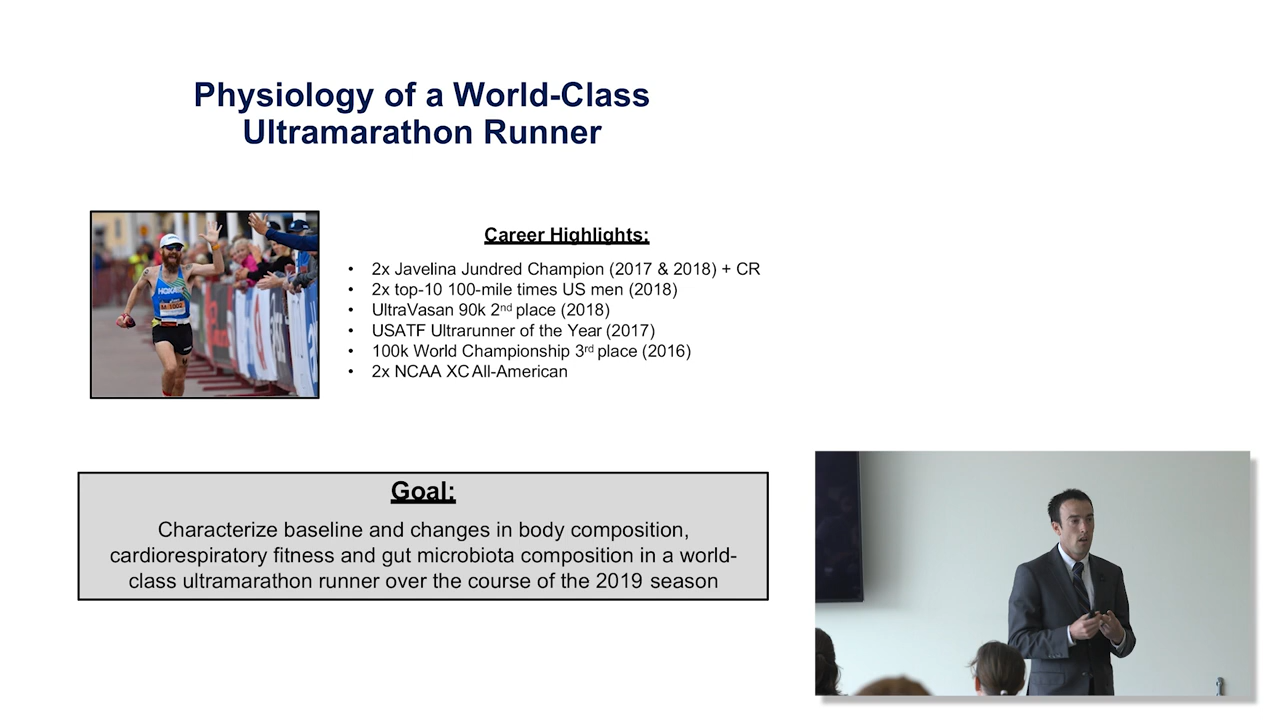 Physiology of a World-Class
Ultramarathon Runner
Career Highlights:
• 2x Javelina Jundred Champion (2017 & 2018) + CR
• 2x top-10 100-mile times US men (2018)
• UltraVasan 90k 2nd place (2018)
• USATF Ultrarunner of the Year (2017)
• 100k World Championship 3rd place (2016)
• 2x NCAA XC All-American
Goal:
Characterize baseline and changes in body composition,
cardiorespiratory fitness and gut microbiota composition in a world-
class ultramarathon runner over the course of the 2019 season
HOKA